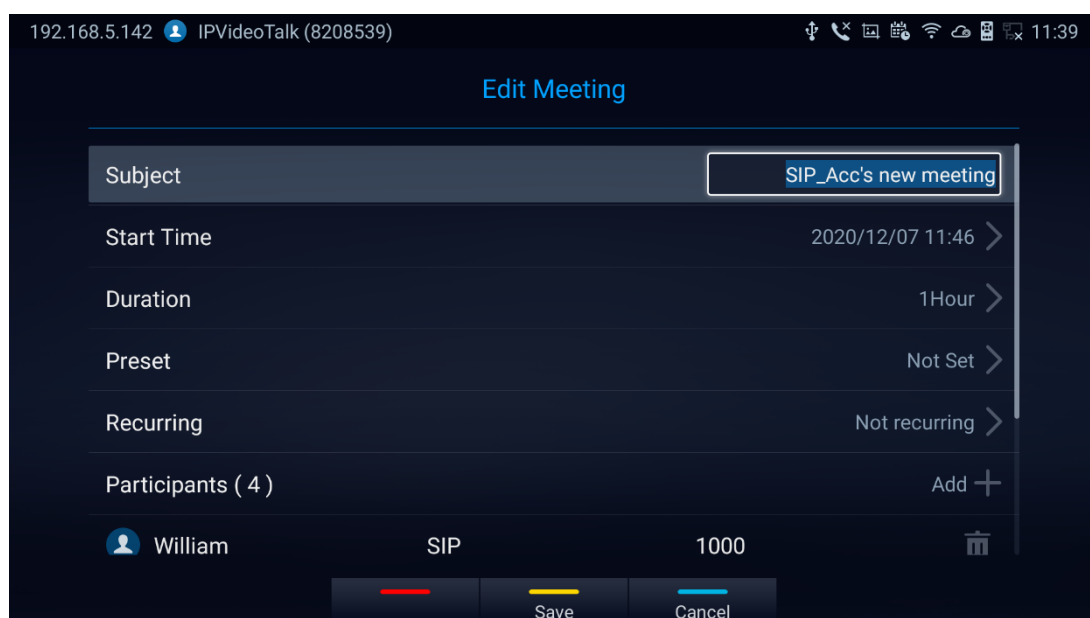 192.168.5.142 IPVideoTalk (8208539) 11:39
Edit Meeting
Subject SIP_Acc's new meeting
Start Time 2020/12/07 11:46
Duration 1Hour
Preset Not Set
Recurring Not recurring
Participants ( 4 ) Add
William SIP 1000
Save Cancel